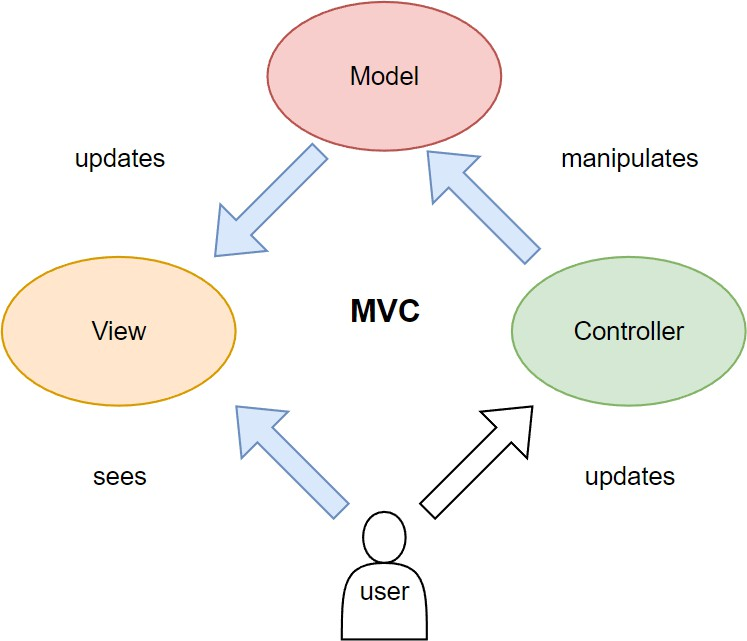 Model
updates
manipulates
MVC
View
Controller
sees
updates
user